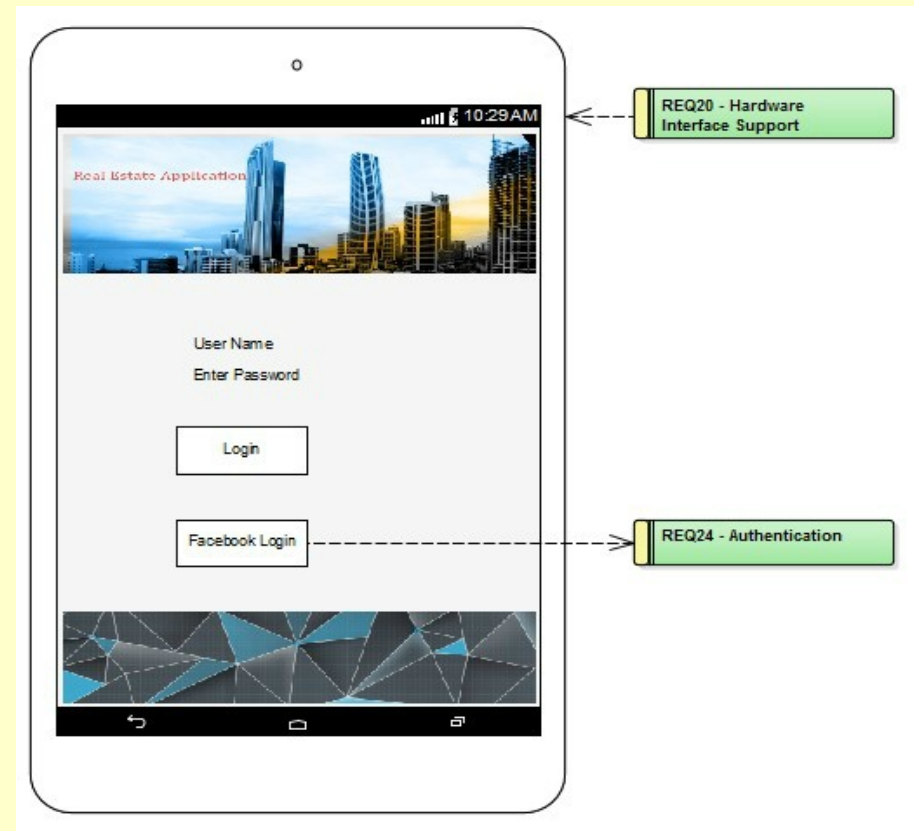 10:29AM
REQ20 - Hardware
Interface Support
Real Estate Application
User Name
Enter Password
Login
Facebook Login
REQ24 - Authentication